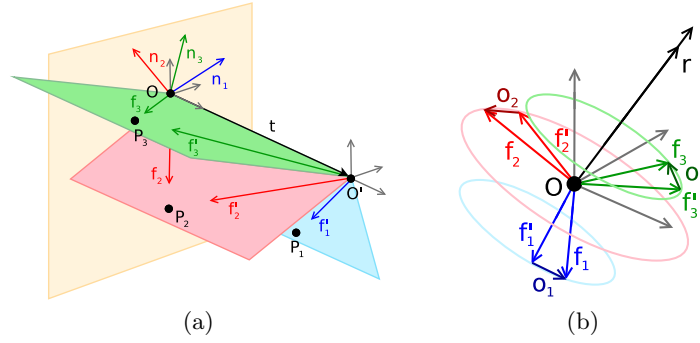 n₂
n₃
n₁
O
f₃
P₃
t
f'₃
f₂
f'₂
P₂
O'
f'₁
P₁
(a)
r
o₂
f₂
f'₂
f₃
o
f'₃
O
f'₁
f₁
o₁
(b)